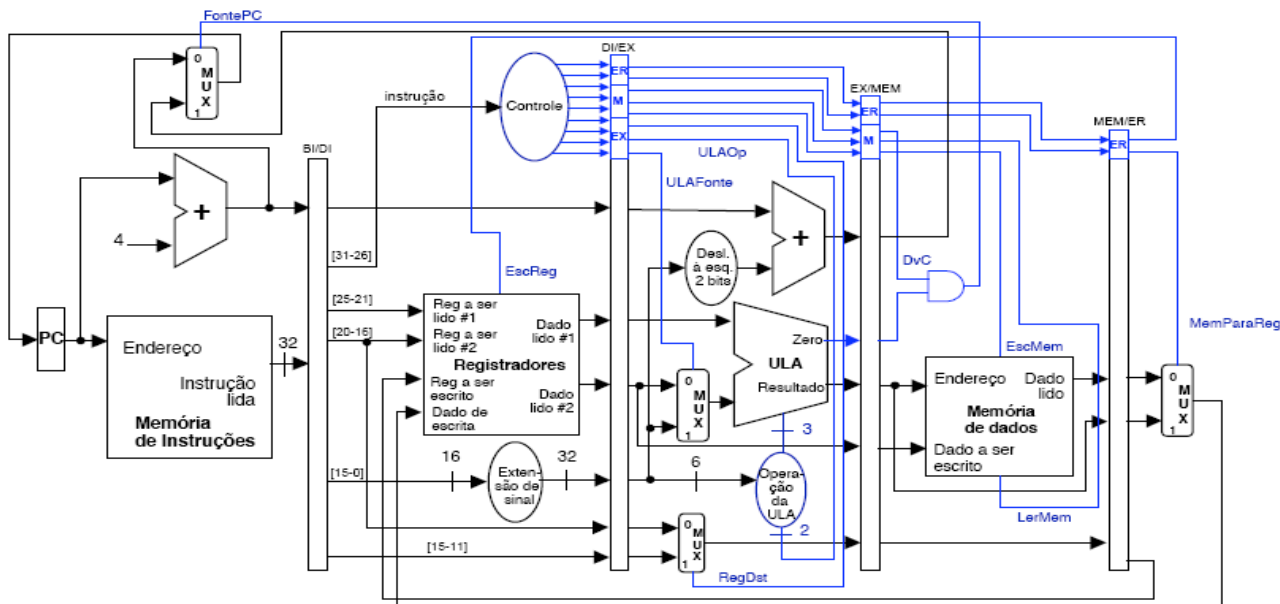 FontePC
0
M
U
X
1
DI/EX
ER
M
EX
Controle
instrução
EX/MEM
ER
M
MEM/ER
ER
BI/DI
ULAOp
ULAFonte
+
4
[31-26]
EscReg
Desl.
à esq.
2 bits
+
DvC
MemParaReg
[25-21]
[20-16]
PC
Endereço
32
Instrução
lida
Memória
de Instruções
Reg a ser
lido #1
Reg a ser
lido #2
Dado
lido #1
Registradores
Reg a ser
escrito
Dado
lido #2
Dado de
escrita
0
M
U
X
1
Zero
ULA
Resultado
3
EscMem
Endereço
Dado
lido
Memória
de dados
Dado a ser
escrito
LerMem
0
M
U
X
1
[15-0]
16
Exten-
são de
sinal
32
6
Opera-
ção
da
ULA
2
[15-11]
0
M
U
X
1
RegDst